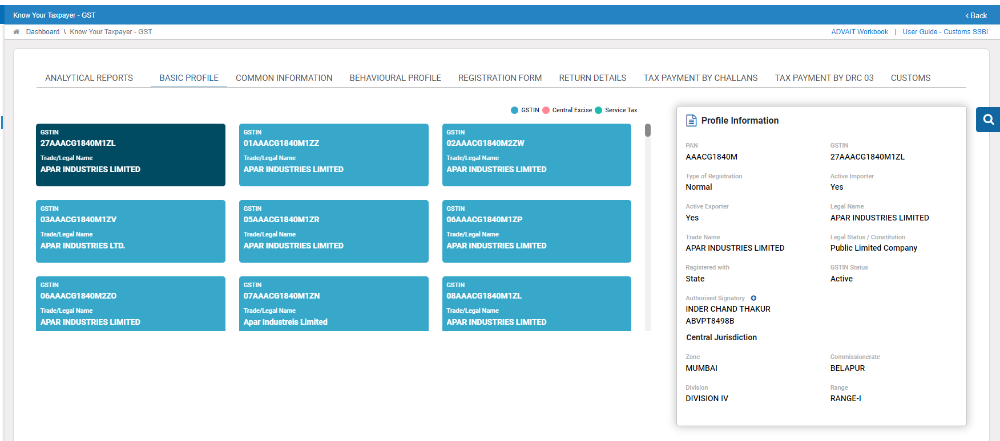 Know Your Taxpayer - GST
< Back
Dashboard \ Know Your Taxpayer - GST
ADVAIT Workbook | User Guide - Customs SSBI
ANALYTICAL REPORTS BASIC PROFILE COMMON INFORMATION BEHAVIOURAL PROFILE REGISTRATION FORM RETURN DETAILS TAX PAYMENT BY CHALLANS TAX PAYMENT BY DRC 03 CUSTOMS
GSTIN Central Excise Service Tax
GSTIN
27AAACG1840M1ZL
Trade/Legal Name
APAR INDUSTRIES LIMITED
GSTIN
01AAACG1840M1ZZ
Trade/Legal Name
APAR INDUSTRIES LIMITED
GSTIN
02AAACG1840M2ZW
Trade/Legal Name
APAR INDUSTRIES LIMITED
GSTIN
03AAACG1840M1ZV
Trade/Legal Name
APAR INDUSTRIES LTD.
GSTIN
05AAACG1840M1ZR
Trade/Legal Name
APAR INDUSTRIES LIMITED
GSTIN
06AAACG1840M1ZP
Trade/Legal Name
APAR INDUSTRIES LIMITED
GSTIN
06AAACG1840M2ZO
Trade/Legal Name
APAR INDUSTRIES LIMITED
GSTIN
07AAACG1840M1ZN
Trade/Legal Name
Apar Industreis Limited
GSTIN
08AAACG1840M1ZL
Trade/Legal Name
APAR INDUSTRIES LIMITED
Profile Information
PAN
AAACG1840M
GSTIN
27AAACG1840M1ZL
Type of Registration
Normal
Active Importer
Yes
Active Exporter
Yes
Legal Name
APAR INDUSTRIES LIMITED
Trade Name
APAR INDUSTRIES LIMITED
Legal Status / Constitution
Public Limited Company
Ragistered with
State
GSTIN Status
Active
Authorised Signatory
INDER CHAND THAKUR
ABVPT8498B
Central Jurisdiction
Zone
MUMBAI
Commissionerate
BELAPUR
Division
DIVISION IV
Range
RANGE-I